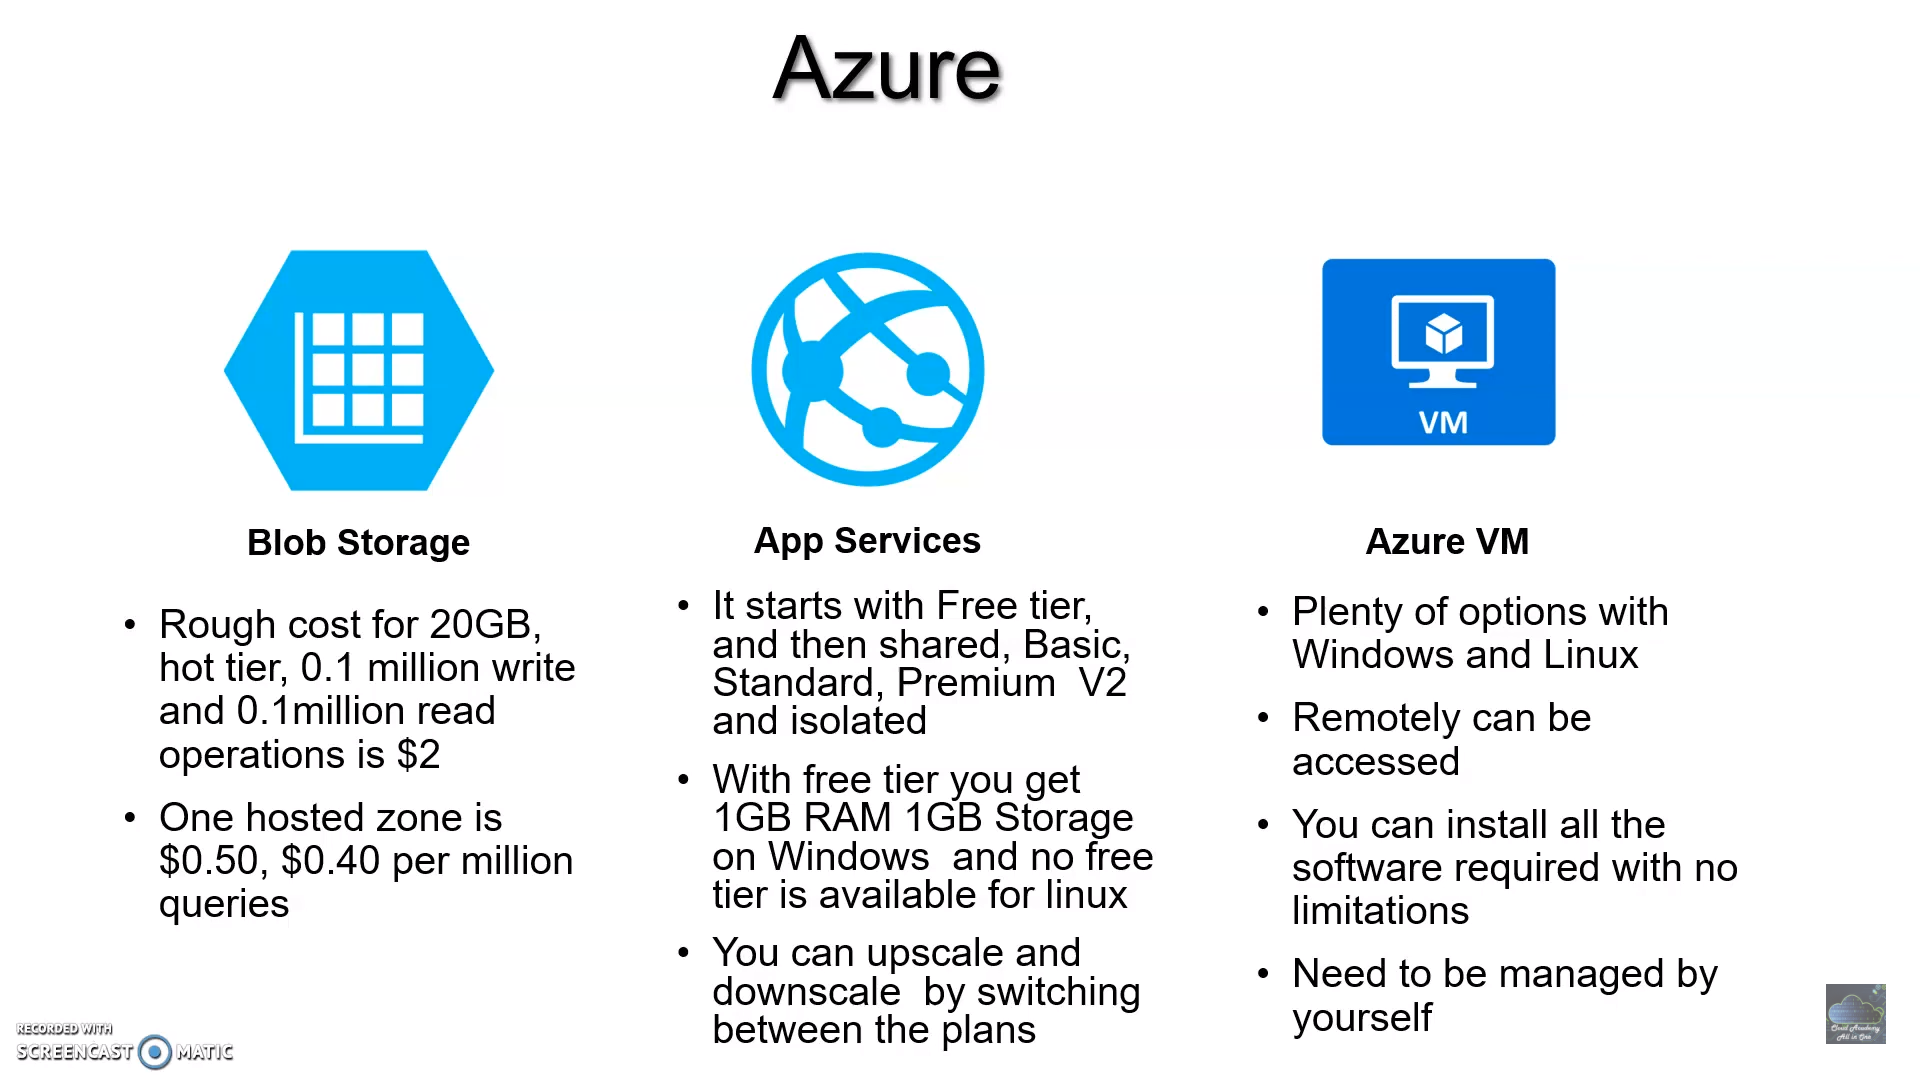 Azure
VM
Blob Storage
• Rough cost for 20GB,
hot tier, 0.1 million write
and 0.1million read
operations is $2
• One hosted zone is
$0.50, $0.40 per million
queries
App Services
• It starts with Free tier,
and then shared, Basic,
Standard, Premium  V2
and isolated
• With free tier you get
1GB RAM 1GB Storage
on Windows  and no free
tier is available for linux
• You can upscale and
downscale  by switching
between the plans
Azure VM
• Plenty of options with
Windows and Linux
• Remotely can be
accessed
• You can install all the
software required with no
limitations
• Need to be managed by
yourself
RECORDED WITH
SCREENCAST MATIC
Cloud Academy
All in One